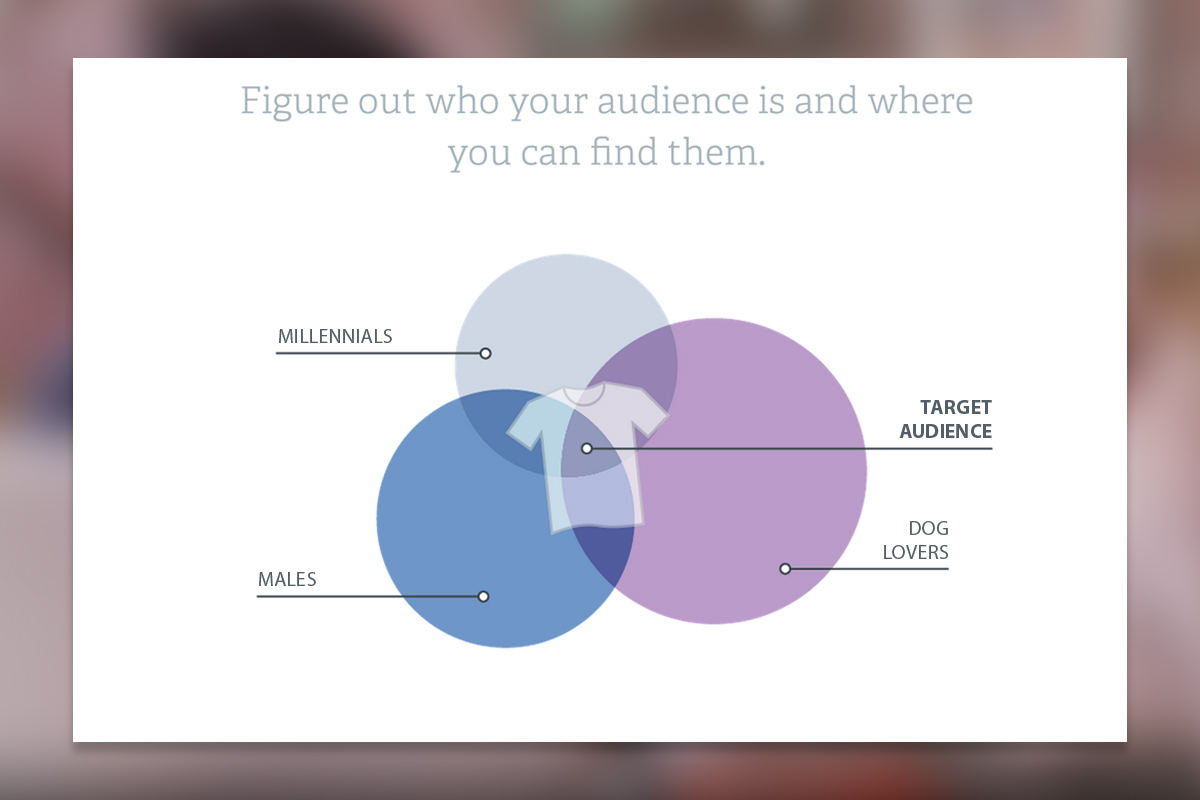 Figure out who your audience is and where
you can find them.
MILLENNIALS
TARGET
AUDIENCE
DOG
LOVERS
MALES